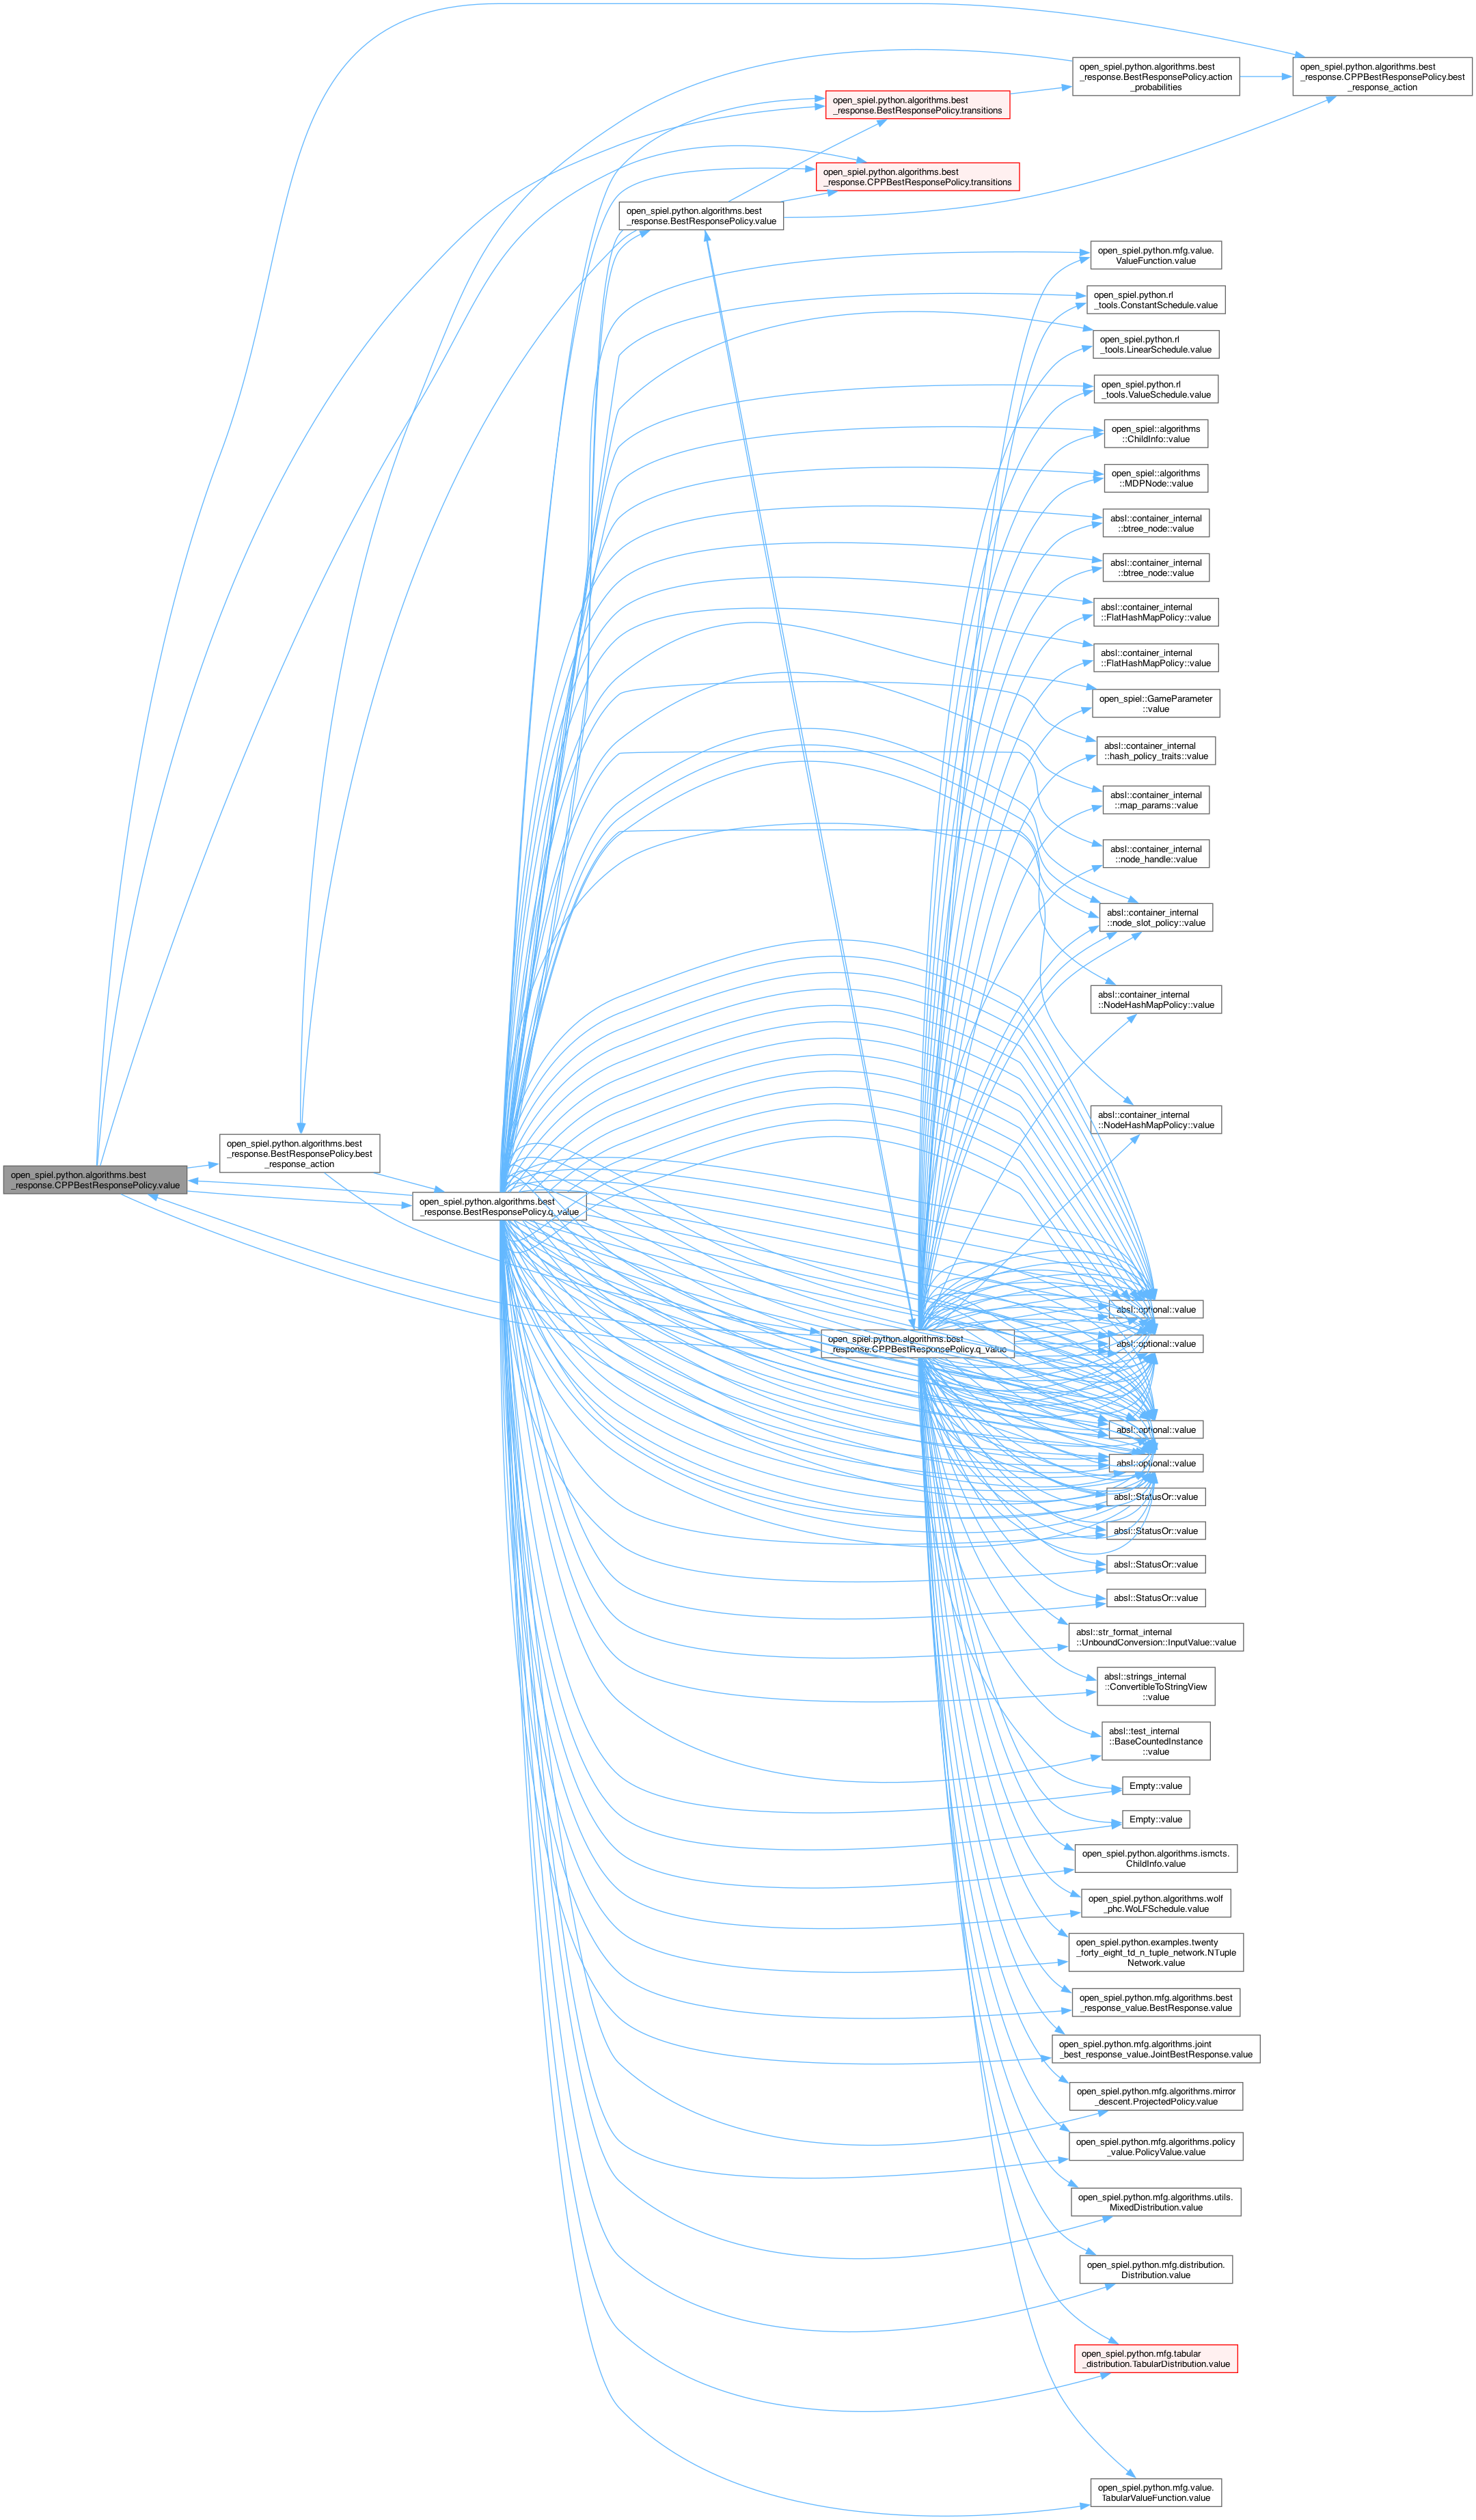 open_spiel.python.algorithms.best
_response.BestResponsePolicy.action
_probabilities
open_spiel.python.algorithms.best
_response.CPPBestResponsePolicy.best
_response_action
open_spiel.python.algorithms.best
_response.BestResponsePolicy.transitions
open_spiel.python.algorithms.best
_response.CPPBestResponsePolicy.transitions
open_spiel.python.algorithms.best
_response.BestResponsePolicy.value
open_spiel.python.mfg.value.
ValueFunction.value
open_spiel.python.rl
_tools.ConstantSchedule.value
open_spiel.python.rl
_tools.LinearSchedule.value
open_spiel.python.rl
_tools.ValueSchedule.value
open_spiel::algorithms
::ChildInfo::value
open_spiel::algorithms
::MDPNode::value
absl::container_internal
::btree_node::value
absl::container_internal
::btree_node::value
absl::container_internal
::FlatHashMapPolicy::value
absl::container_internal
::FlatHashMapPolicy::value
open_spiel::GameParameter
::value
absl::container_internal
::hash_policy_traits::value
absl::container_internal
::map_params::value
absl::container_internal
::node_handle::value
absl::container_internal
::node_slot_policy::value
absl::container_internal
::NodeHashMapPolicy::value
absl::container_internal
::NodeHashMapPolicy::value
open_spiel.python.algorithms.best
_response.BestResponsePolicy.best
_response_action
open_spiel.python.algorithms.best
_response.CPPBestResponsePolicy.value
open_spiel.python.algorithms.best
_response.BestResponsePolicy.q_value
absl::optional::value
open_spiel.python.algorithms.best
_response.CPPBestResponsePolicy.q_value
absl::optional::value
absl::optional::value
absl::optional::value
absl::StatusOr::value
absl::StatusOr::value
absl::StatusOr::value
absl::StatusOr::value
absl::str_format_internal
::UnboundConversion::InputValue::value
absl::strings_internal
::ConvertibleToStringView
::value
absl::test_internal
::BaseCountedInstance
::value
Empty::value
Empty::value
open_spiel.python.algorithms.ismcts.
ChildInfo.value
open_spiel.python.algorithms.wolf
_phc.WoLFSchedule.value
open_spiel.python.examples.twenty
_forty_eight_td_n_tuple_network.NTuple
Network.value
open_spiel.python.mfg.algorithms.best
_response_value.BestResponse.value
open_spiel.python.mfg.algorithms.joint
_best_response_value.JointBestResponse.value
open_spiel.python.mfg.algorithms.mirror
_descent.ProjectedPolicy.value
open_spiel.python.mfg.algorithms.policy
_value.PolicyValue.value
open_spiel.python.mfg.algorithms.utils.
MixedDistribution.value
open_spiel.python.mfg.distribution.
Distribution.value
open_spiel.python.mfg.tabular
_distribution.TabularDistribution.value
open_spiel.python.mfg.value.
TabularValueFunction.value